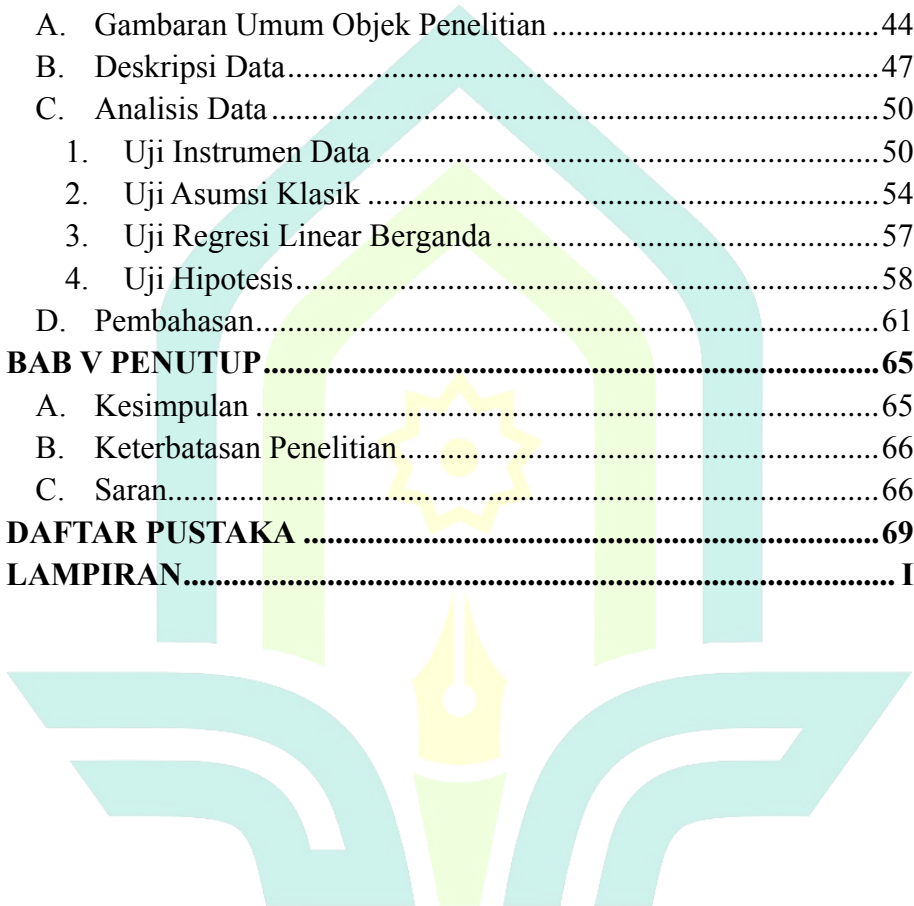 A. Gambaran Umum Objek Penelitian ........................................ 44
B. Deskripsi Data ........................................ 47
C. Analisis Data ........................................ 50
1. Uji Instrumen Data ........................................ 50
2. Uji Asumsi Klasik ........................................ 54
3. Uji Regresi Linear Berganda ........................................ 57
4. Uji Hipotesis ........................................ 58
D. Pembahasan ........................................ 61
BAB V PENUTUP ........................................ 65
A. Kesimpulan ........................................ 65
B. Keterbatasan Penelitian ........................................ 66
C. Saran ........................................ 66
DAFTAR PUSTAKA ........................................ 69
LAMPIRAN ........................................ I